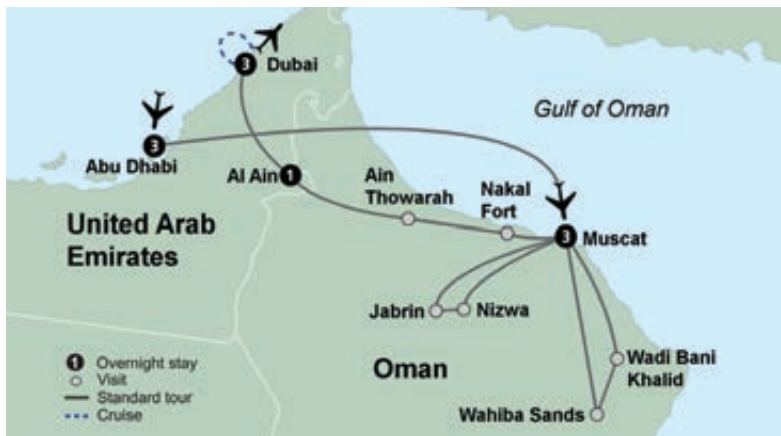 3
Dubai
Gulf of Oman
3
Abu Dhabi
Al Ain
1
Ain
Thowarah
Nakal
Fort
United Arab
Emirates
3
Muscat
Jabrin
Nizwa
Oman
Wadi Bani
Khalid
Wahiba Sands
1 Overnight stay
Visit
Standard tour
Cruise